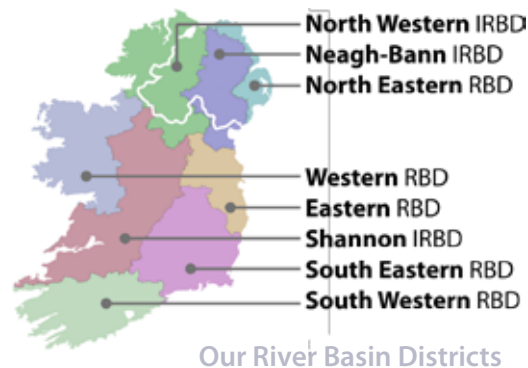 North Western IRBD
Neagh-Bann IRBD
North Eastern RBD
Western RBD
Eastern RBD
Shannon IRBD
South Eastern RBD
South Western RBD
Our River Basin Districts